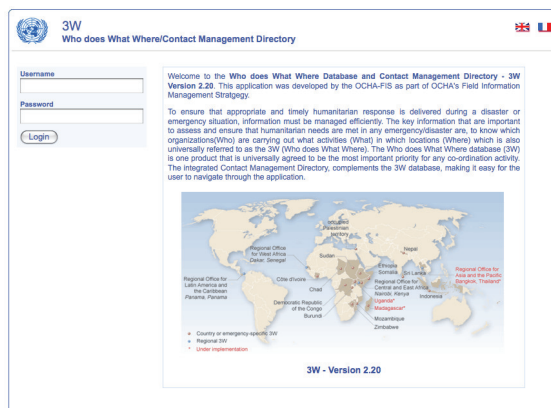 3W
Who does What Where/Contact Management Directory
Username
Password
Login
Welcome to the Who does What Where Database and Contact Management Directory - 3W
Version 2.20. This application was developed by the OCHA-FIS as part of OCHA's Field Information
Management Stratgegy.
To ensure that appropriate and timely humanitarian response is delivered during a disaster or
emergency situation, information must be managed efficiently. The key information that are important
to assess and ensure that humanitarian needs are met in any emergency/disaster are, to know which
organizations(Who) are carrying out what activities (What) in which locations (Where) which is also
universally referred to as the 3W (Who does What Where). The Who does What Where database (3W)
is one product that is universally agreed to be the most important priority for any co-ordination activity.
The integrated Contact Management Directory, complements the 3W database, making it easy for the
user to navigate through the application.
occupied
Palestinian
territory
Regional Office
for West Africa
Dakar, Senegal
Sudan
Nepal
Ethiopia
Somalia
Sri Lanka
Regional Office for
Asia and the Pacific
Bangkok, Thailand*
Regional Office for
Latin America and
the Caribbean
Panama, Panama
Côte d'Ivoire
Chad
Regional Office for
Central and East Africa
Nairobi, Kenya
Uganda*
Madagascar*
Indonesia
Democratic Republic
of the Congo
Burundi
Mozambique
Zimbabwe
Country or emergency-specific 3W
Regional 3W
* Under implementation
3W - Version 2.20